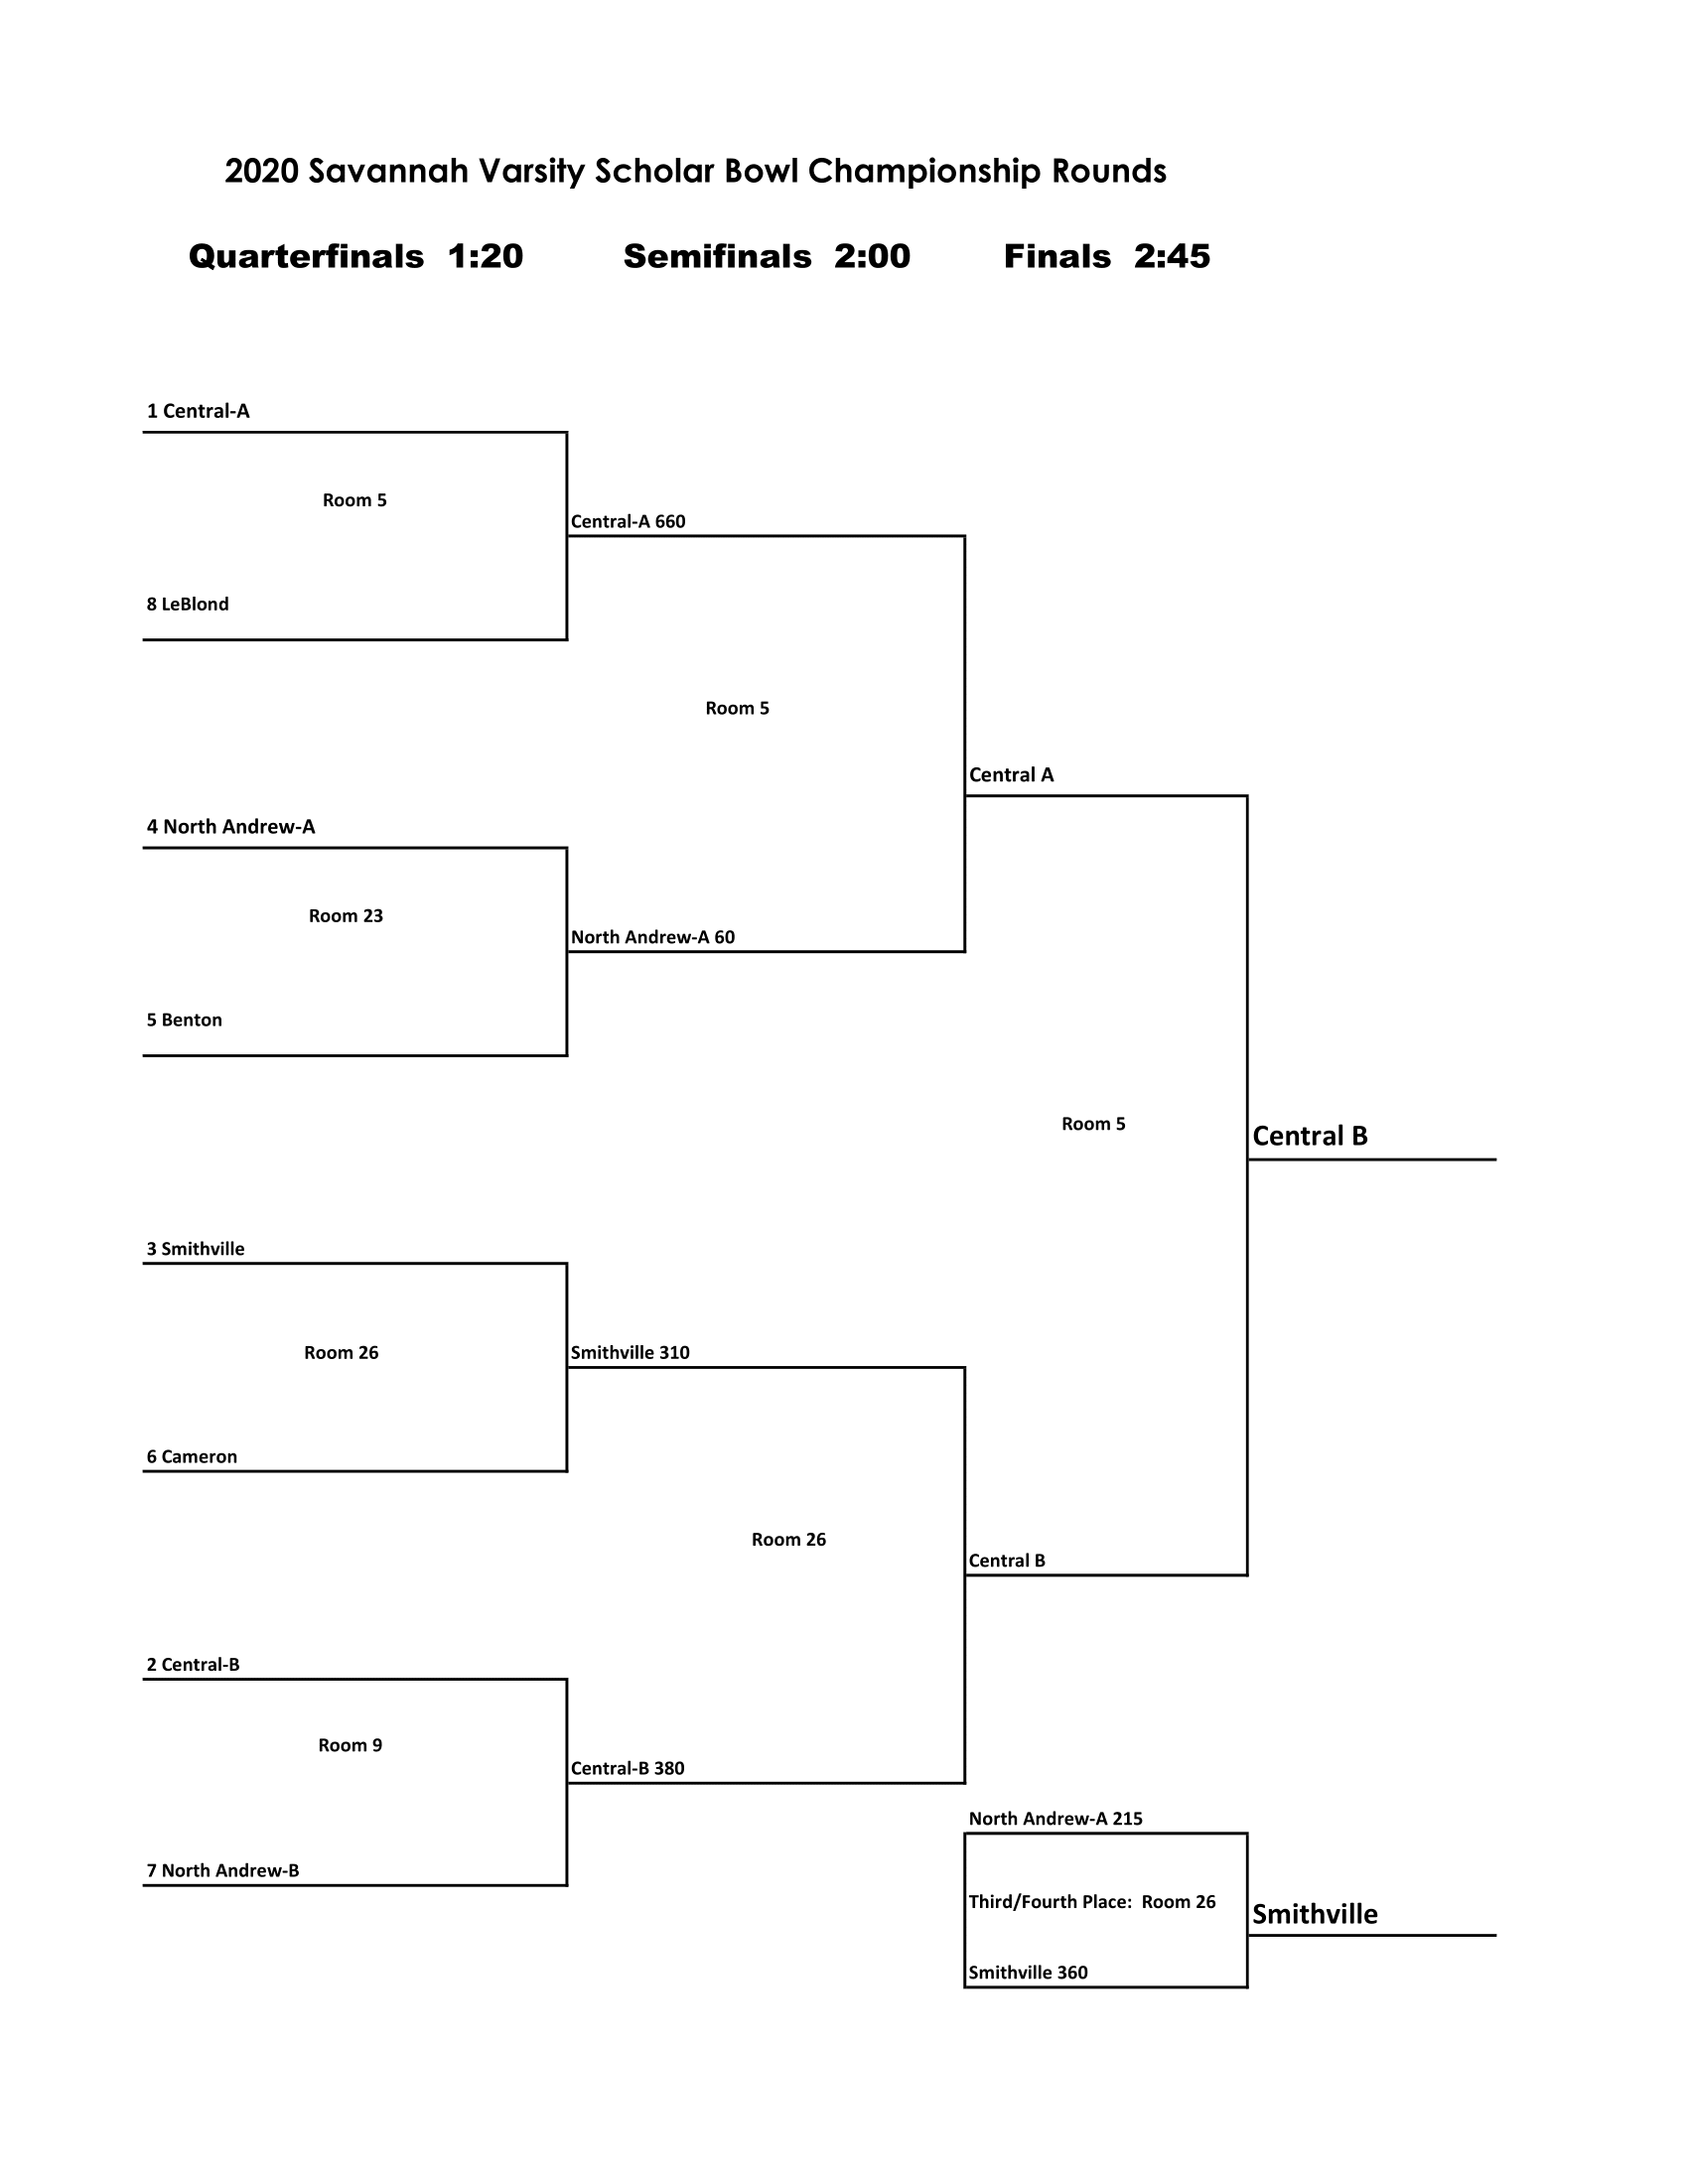 2020 Savannah Varsity Scholar Bowl Championship Rounds
Quarterfinals 1:20 Semifinals 2:00 Finals 2:45
1 Central-A
Room 5
Central-A 660
8 LeBlond
Room 5
Central A
4 North Andrew-A
Room 23
North Andrew-A 60
5 Benton
Room 5
Central B
3 Smithville
Room 26
Smithville 310
6 Cameron
Room 26
Central B
2 Central-B
Room 9
Central-B 380
North Andrew-A 215
7 North Andrew-B
Third/Fourth Place: Room 26
Smithville
Smithville 360